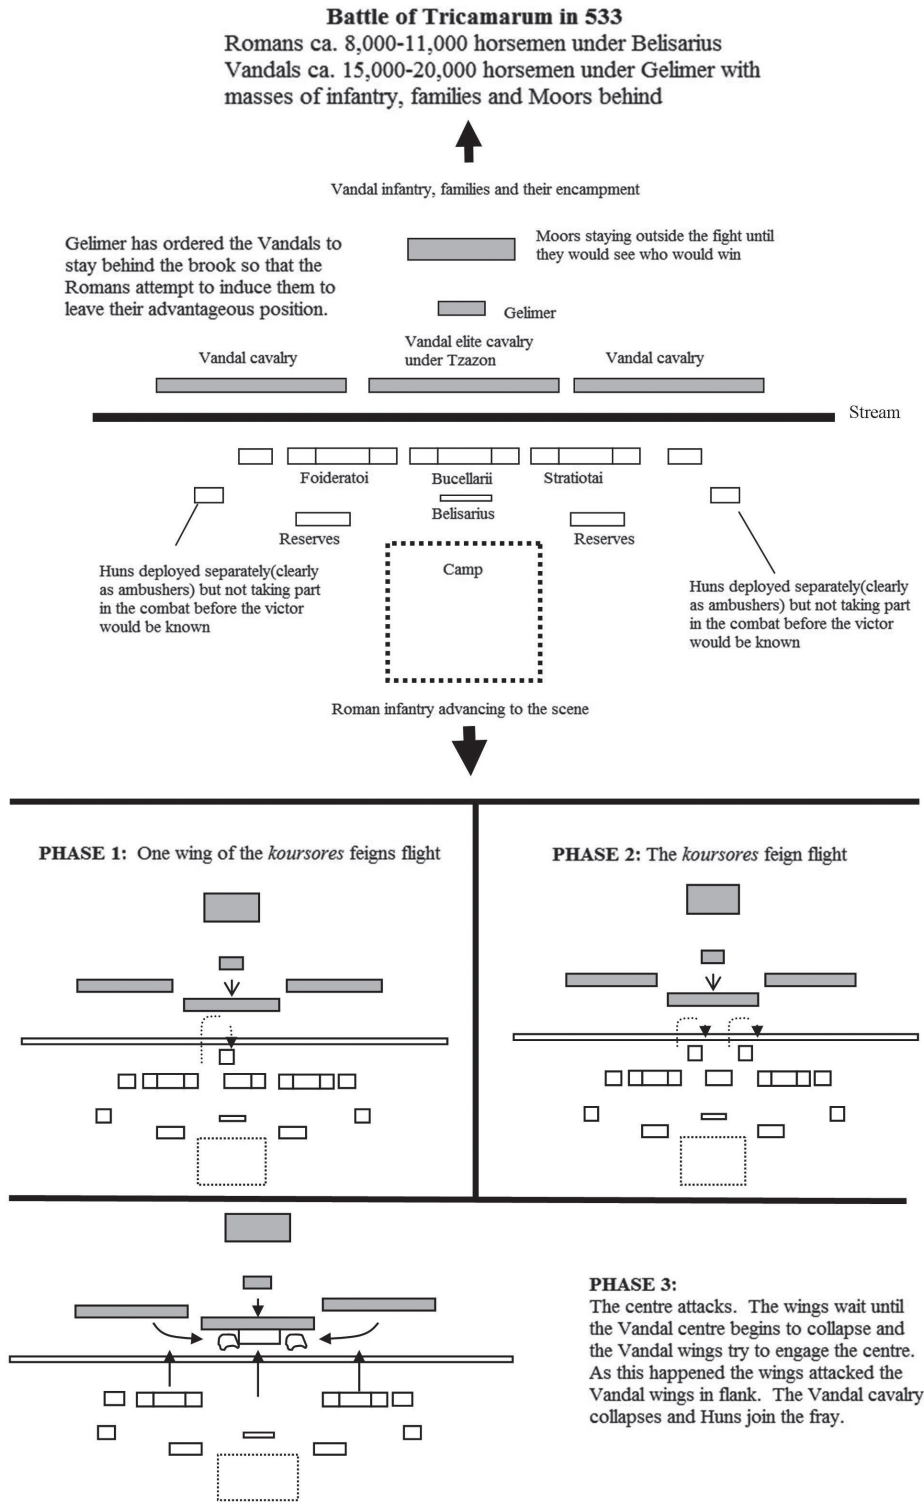 Battle of Tricamarum in 533
Romans ca. 8,000-11,000 horsemen under Belisarius
Vandals ca. 15,000-20,000 horsemen under Gelimer with
masses of infantry, families and Moors behind
Vandal infantry, families and their encampment
Gelimer has ordered the Vandals to
stay behind the brook so that the
Romans attempt to induce them to
leave their advantageous position.
Moors staying outside the fight until
they would see who would win
Gelimer
Vandal cavalry
Vandal elite cavalry
under Tzazon
Vandal cavalry
Stream
Foideratoi
Bucellarii
Stratiotai
Belisarius
Reserves
Reserves
Camp
Huns deployed separately(clearly
as ambushers) but not taking part
in the combat before the victor
would be known
Huns deployed separately(clearly
as ambushers) but not taking part
in the combat before the victor
would be known
Roman infantry advancing to the scene
PHASE 1: One wing of the koursores feigns flight
PHASE 2: The koursores feign flight
PHASE 3:
The centre attacks. The wings wait until
the Vandal centre begins to collapse and
the Vandal wings try to engage the centre.
As this happened the wings attacked the
Vandal wings in flank. The Vandal cavalry
collapses and Huns join the fray.